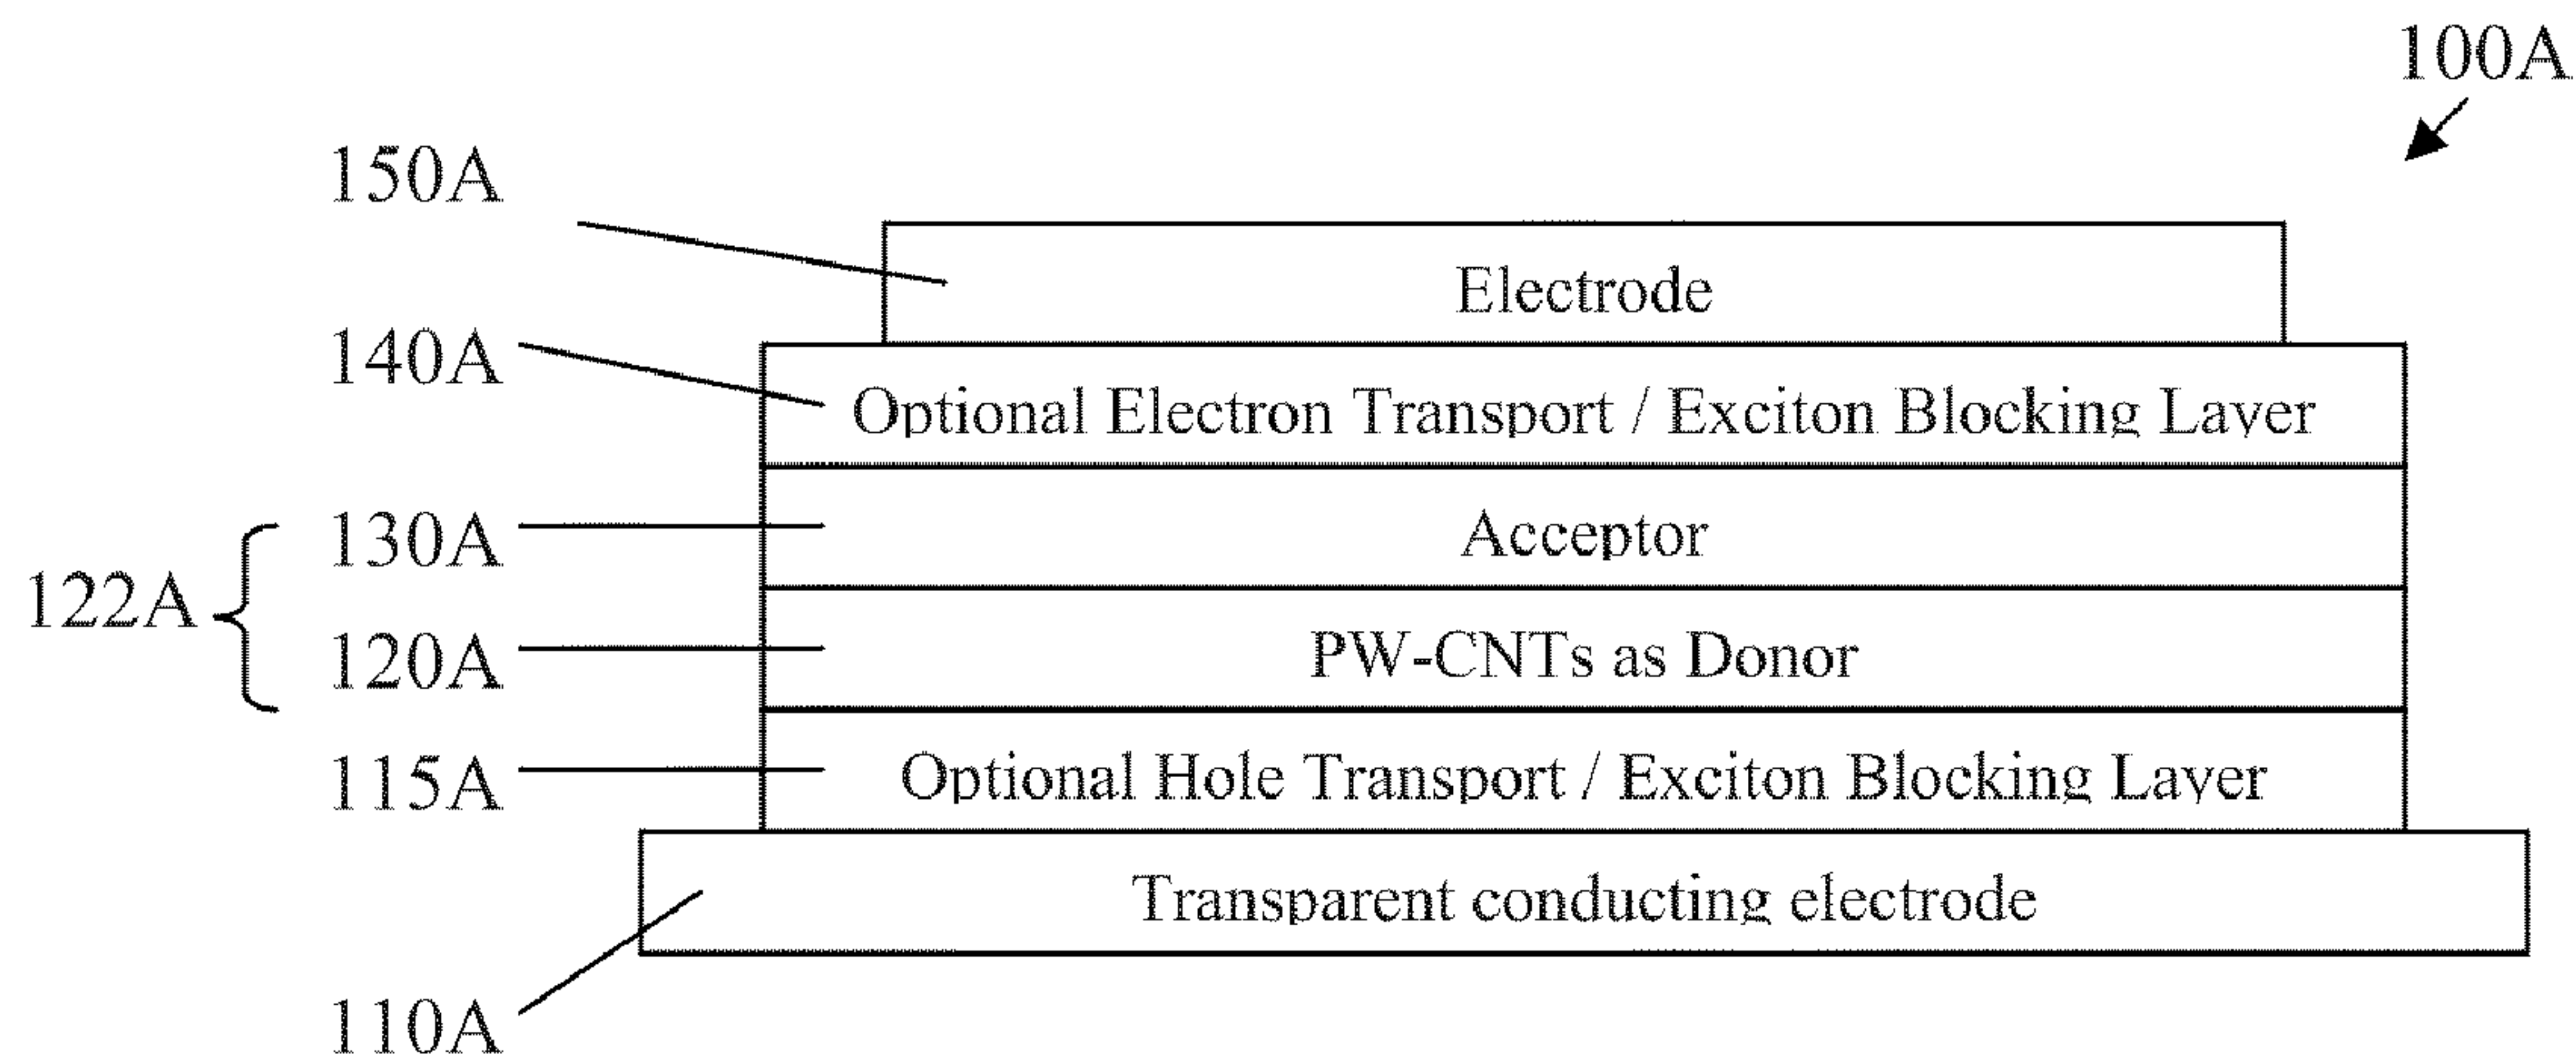 100A
150A
Electrode
140A
Optional Electron Transport / Exciton Blocking Layer
130A
Acceptor
122A
120A
PW-CNTs as Donor
115A
Optional Hole Transport / Exciton Blocking Layer
Transparent conducting electrode
110A